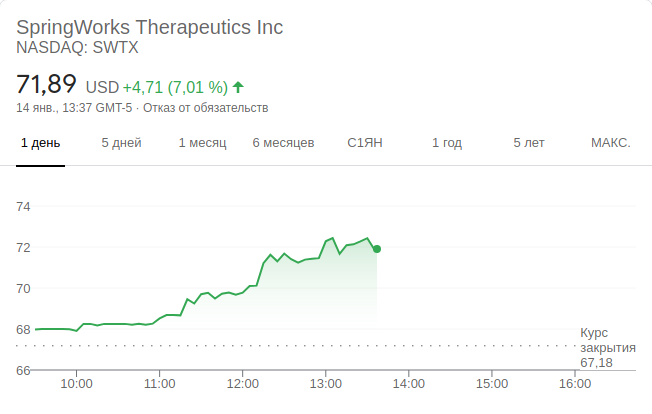 SpringWorks Therapeutics Inc
NASDAQ: SWTX
71,89 USD +4,71 (7,01 %)
14 янв., 13:37 GMT-5 · Отказ от обязательств
1 день 5 дней 1 месяц 6 месяцев С1ЯН 1 год 5 лет МАКС.
74
72
70
68
Курс
закрытия
67,18
66
10:00 11:00 12:00 13:00 14:00 15:00 16:00